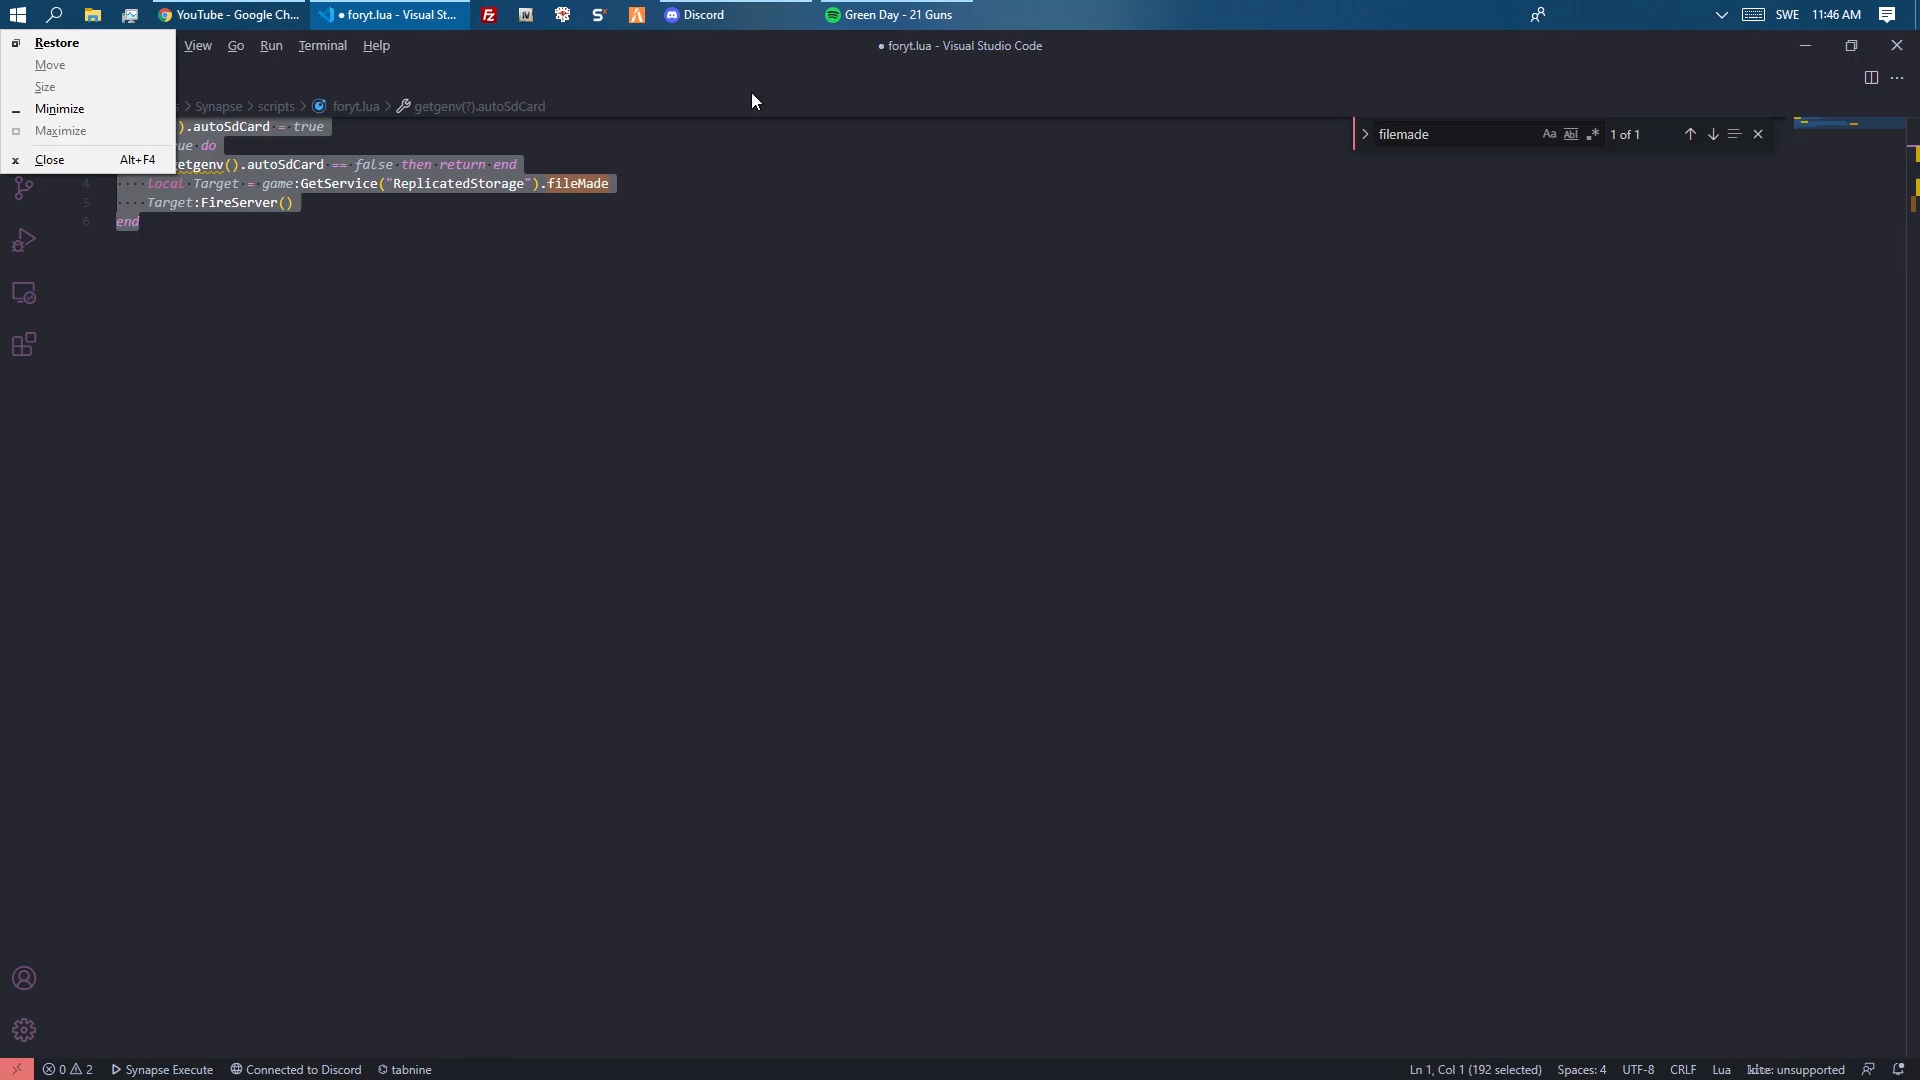 YouTube - Google Ch...
● foryt.lua - Visual St...
Fz
S
Discord
Green Day - 21 Guns
SWE
11:46 AM
Restore
Move
Size
Minimize
Maximize
Close Alt+F4
View Go Run Terminal Help
● foryt.lua - Visual Studio Code
> Synapse > scripts > foryt.lua > getgenv(?).autoSdCard
).autoSdCard = true
ue do
etgenv().autoSdCard == false then return end
4 ····local Target = game:GetService("ReplicatedStorage").fileMade
5 ····Target:FireServer()
6 end
filemade
Aa
Abl
1 of 1
0
2
Synapse Execute
Connected to Discord
tabnine
Ln 1, Col 1 (192 selected)
Spaces: 4
UTF-8
CRLF
Lua
kite: unsupported